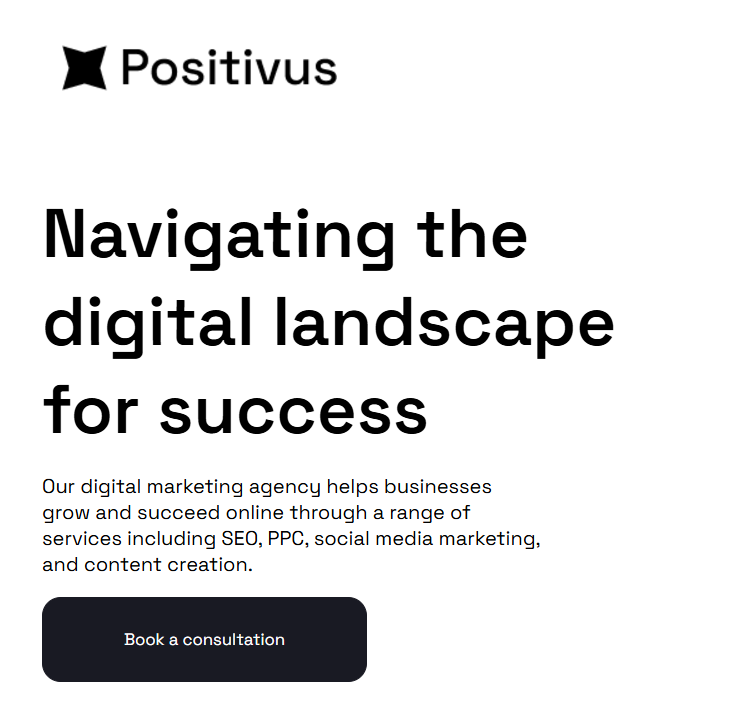 Positivus
Navigating the
digital landscape
for success
Our digital marketing agency helps businesses
grow and succeed online through a range of
services including SEO, PPC, social media marketing,
and content creation.
Book a consultation